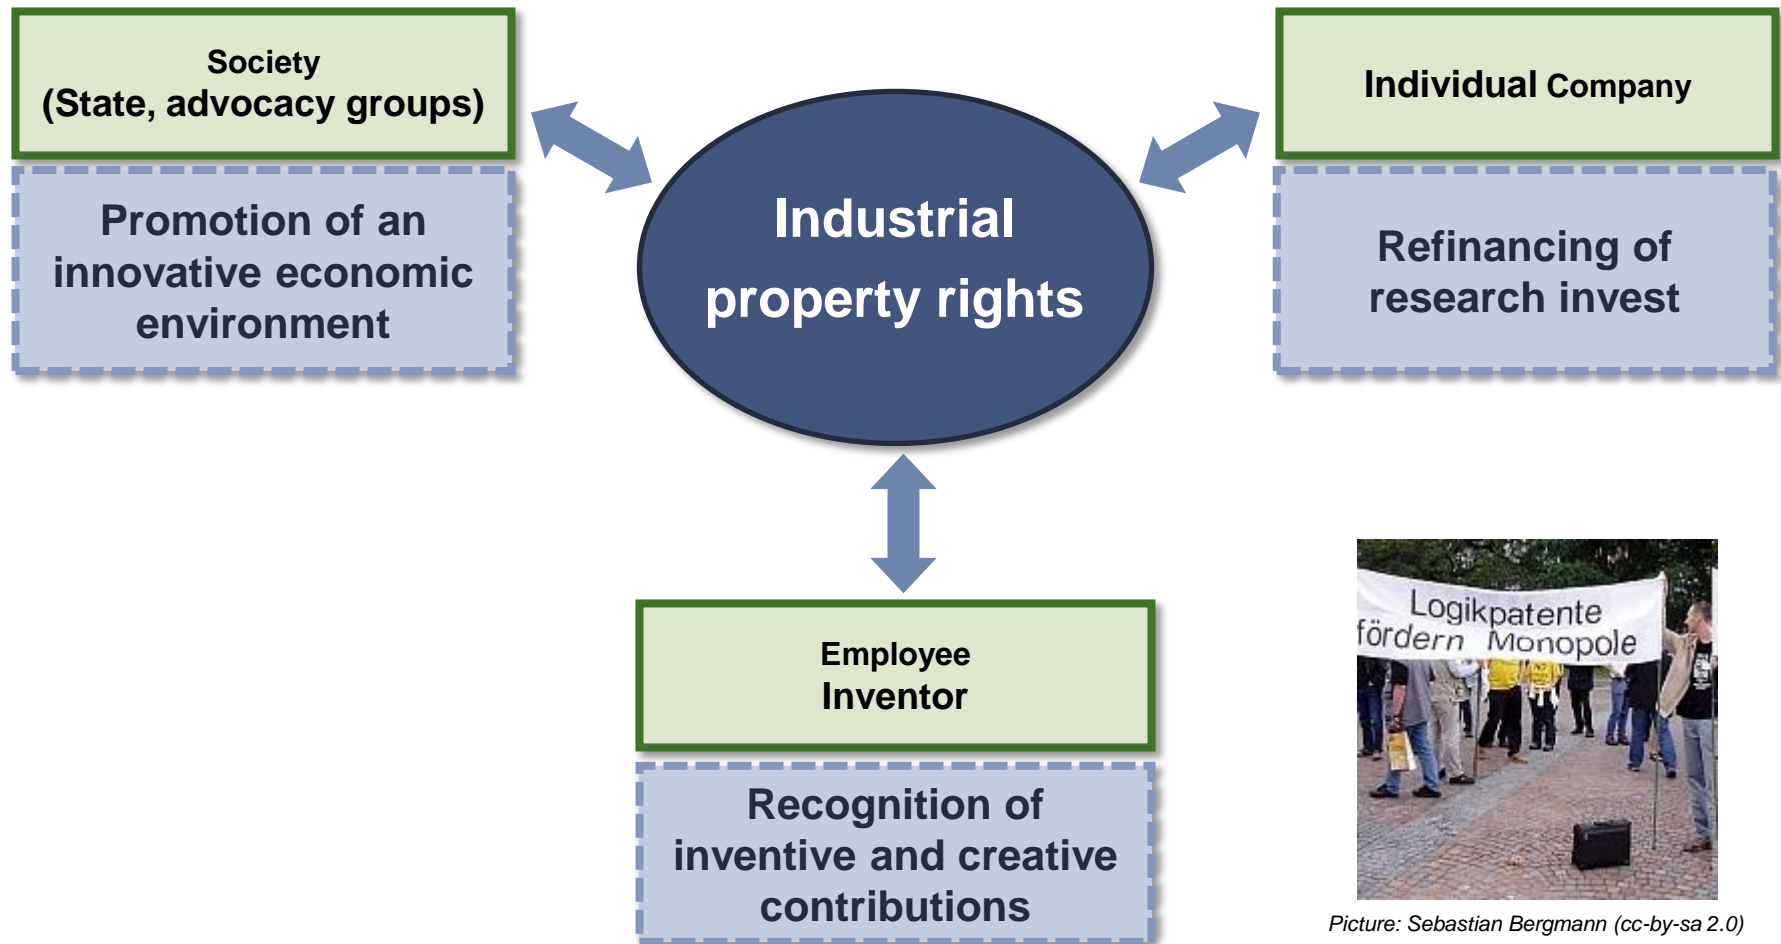 Society
(State, advocacy groups)
Promotion of an
innovative economic
environment
Industrial
property rights
Individual Company
Refinancing of
research invest
Employee
Inventor
Recognition of
inventive and creative
contributions
Logikpatente
fördern Monopole
Picture: Sebastian Bergmann (cc-by-sa 2.0)